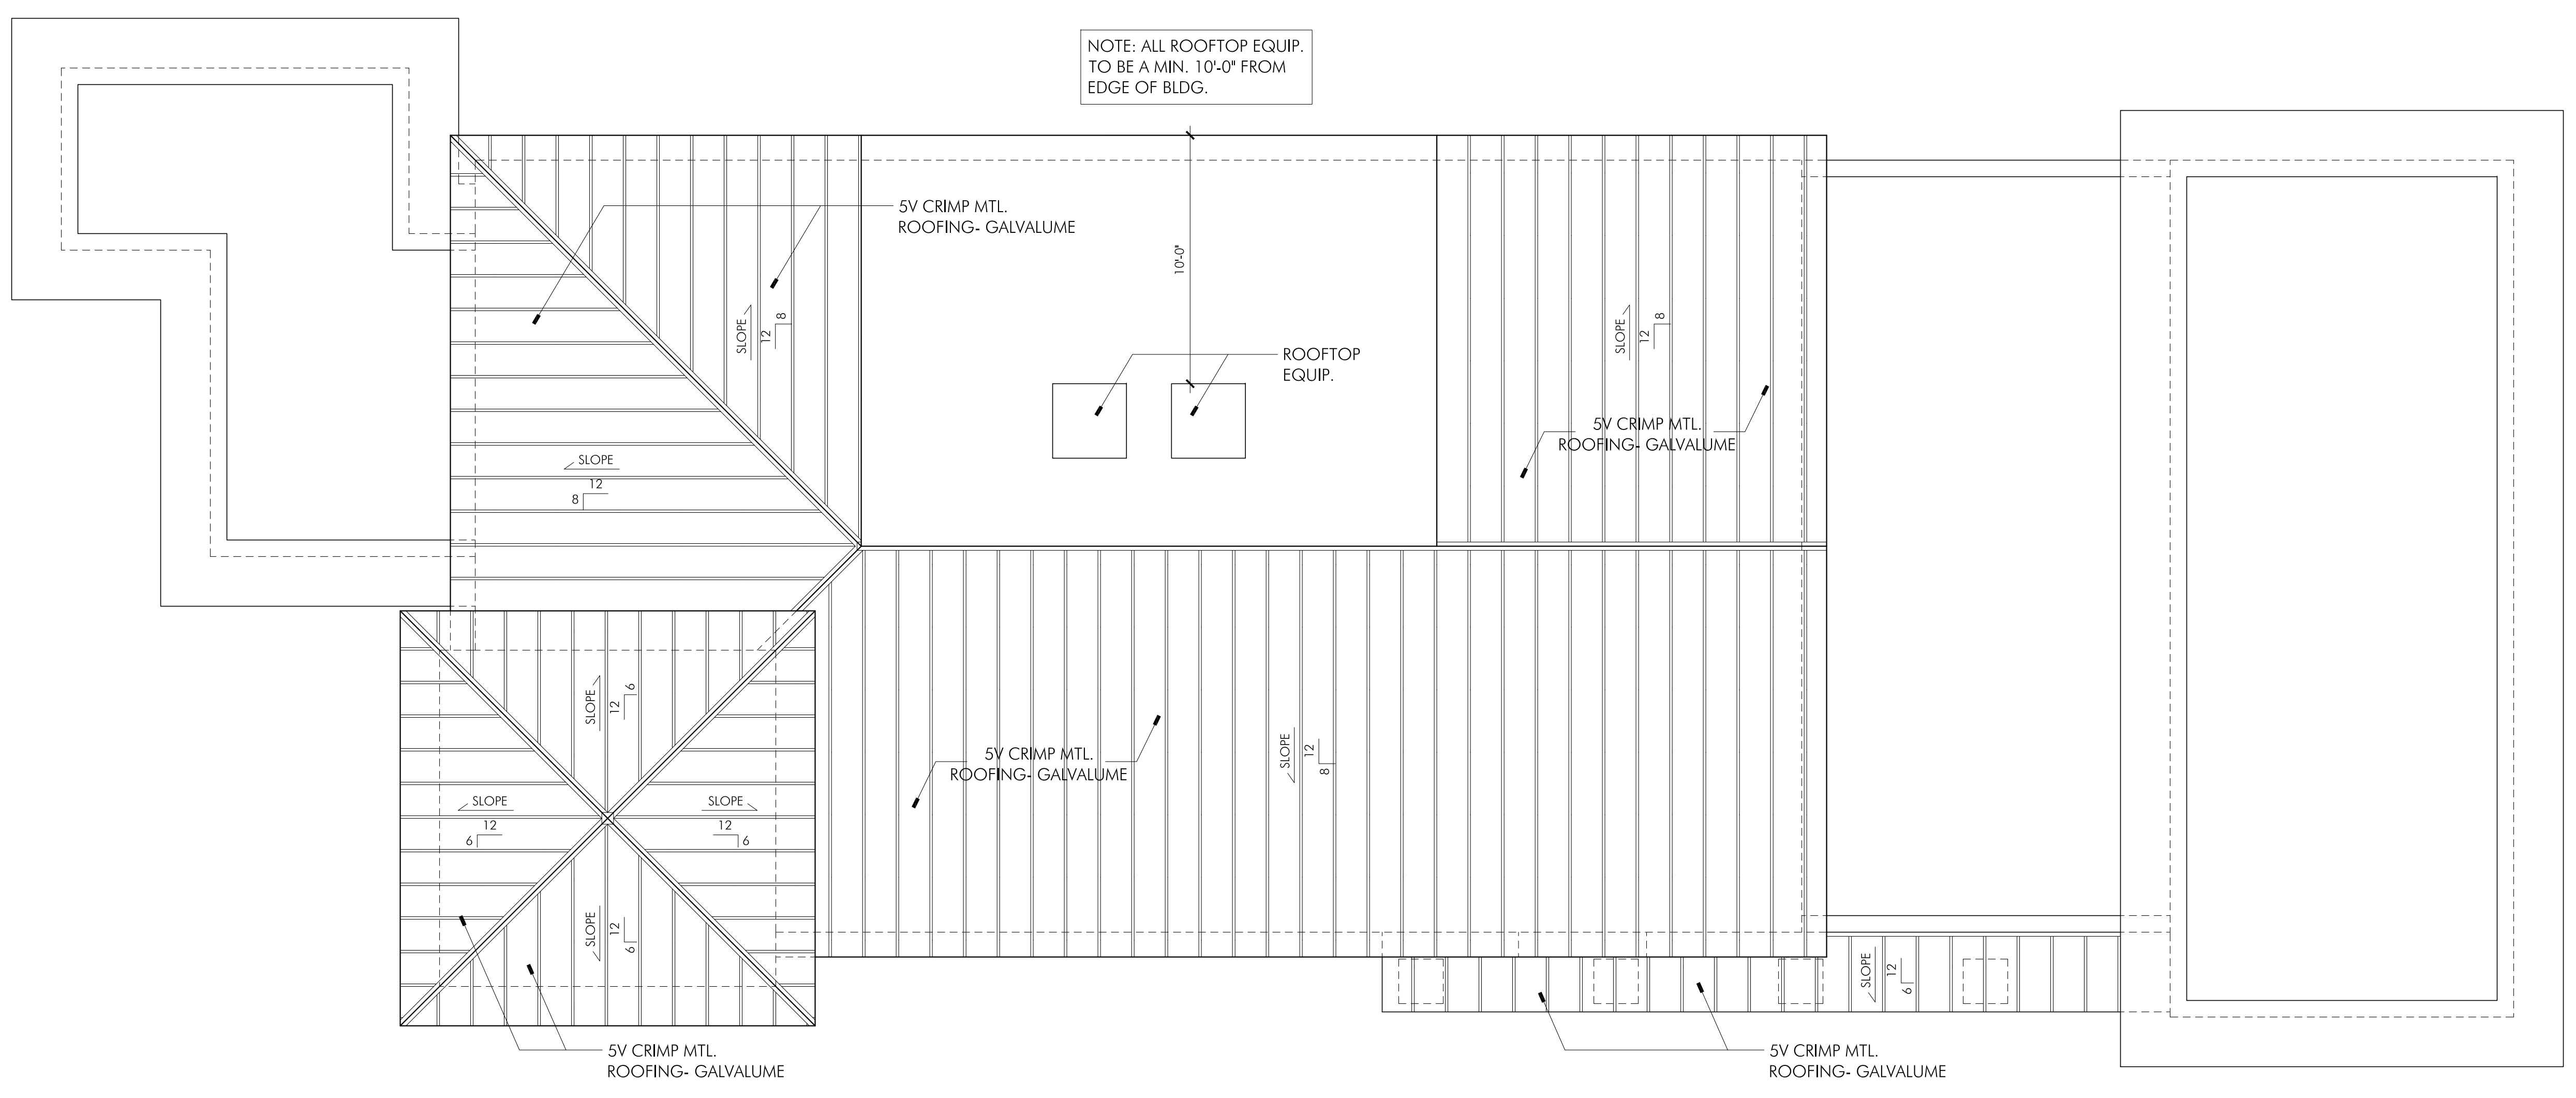 NOTE: ALL ROOFTOP EQUIP.
TO BE A MIN. 10'-0" FROM
EDGE OF BLDG.
5V CRIMP MTL.
ROOFING- GALVALUME
10'-0"
SLOPE
12
8
SLOPE
12
8
ROOFTOP
EQUIP.
5V CRIMP MTL.
ROOFING- GALVALUME
SLOPE
12
8
SLOPE
12
6
5V CRIMP MTL.
ROOFING- GALVALUME
SLOPE
12
8
SLOPE
12
6
SLOPE
12
6
SLOPE
12
6
SLOPE
12
6
5V CRIMP MTL.
ROOFING- GALVALUME
5V CRIMP MTL.
ROOFING- GALVALUME